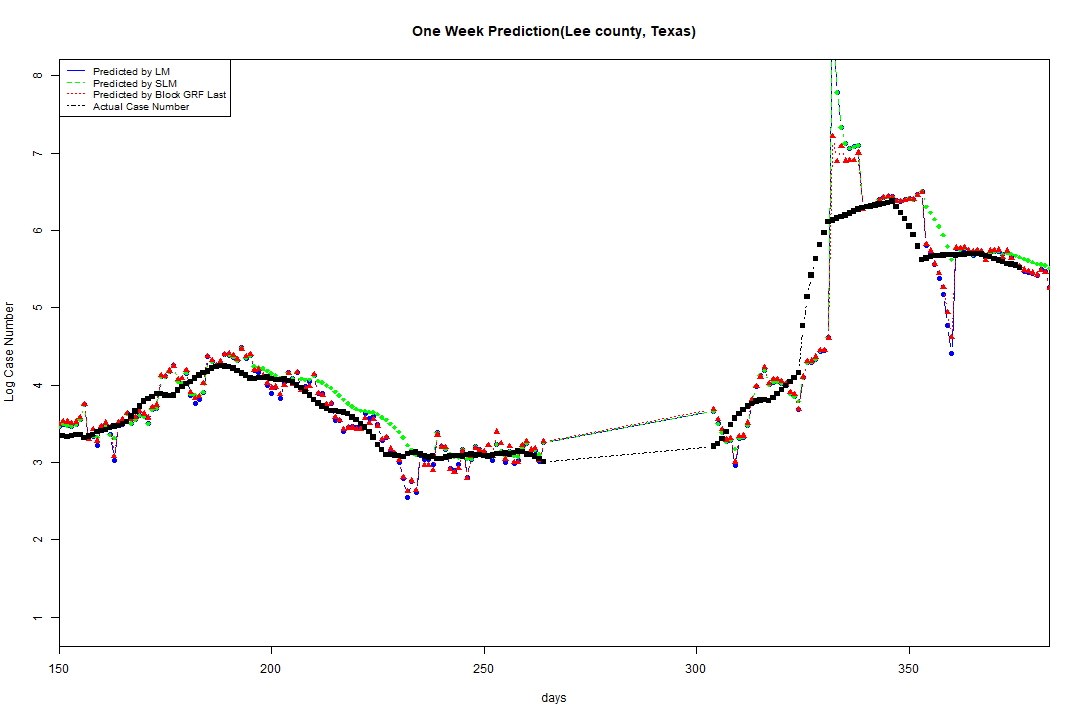 One Week Prediction(Lee county, Texas)
Predicted by LM
Predicted by SLM
Predicted by Block GRF Last
Actual Case Number
8
7
6
5
4
3
2
1
Log Case Number
150 200 250 300 350
days